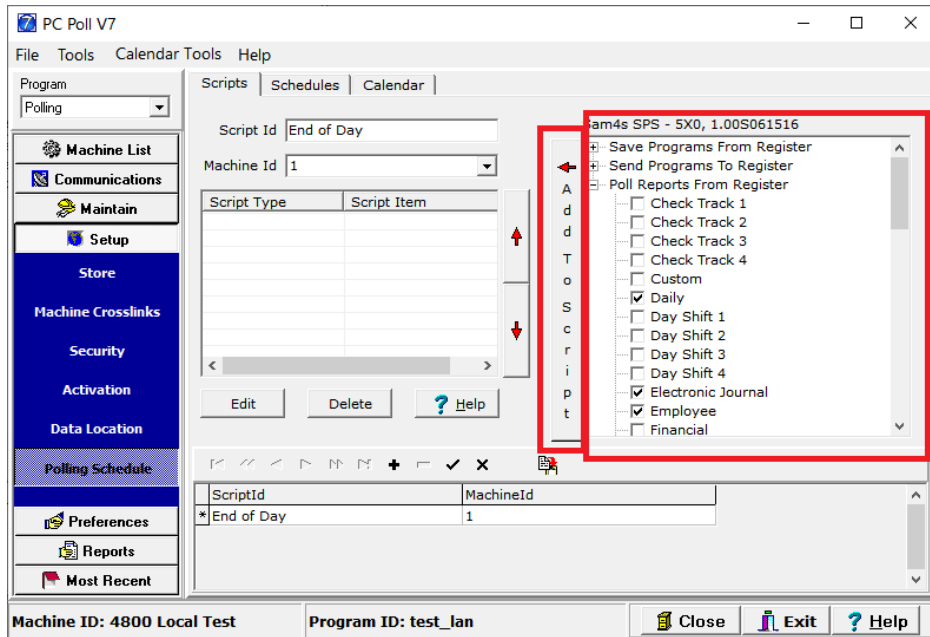 PC Poll V7
File Tools Calendar Tools Help
Program
Polling
Machine List
Communications
Maintain
Setup
Store
Machine Crosslinks
Security
Activation
Data Location
Polling Schedule
Preferences
Reports
Most Recent
Scripts Schedules Calendar
Script Id End of Day
Machine Id 1
Script Type Script Item
Edit Delete ? Help
Add To Script
Sam4s SPS - 5X0, 1.00S061516
Save Programs From Register
Send Programs To Register
Poll Reports From Register
Check Track 1
Check Track 2
Check Track 3
Check Track 4
Custom
Daily
Day Shift 1
Day Shift 2
Day Shift 3
Day Shift 4
Electronic Journal
Employee
Financial
ScriptId MachineId
* End of Day 1
Machine ID: 4800 Local Test Program ID: test_lan Close Exit ? Help